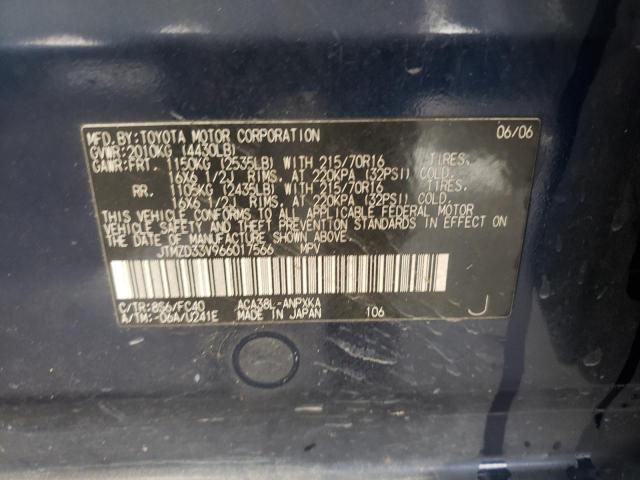 MFD.BY:TOYOTA MOTOR CORPORATION 06/06
GVWR:2010KG (4430LB)
GAWR:FRT. 1150KG (2535LB) WITH 215/70R16 TIRES,
16X6 1/2J RIMS, AT 220KPA (32PSI) COLD.
RR. 1105KG (2435LB) WITH 215/70R16 TIRES,
16X6 1/2J RIMS, AT 220KPA (32PSI) COLD.
THIS VEHICLE CONFORMS TO ALL APPLICABLE FEDERAL MOTOR
VEHICLE SAFETY AND THEFT PREVENTION STANDARDS IN EFFECT ON
THE DATE OF MANUFACTURE SHOWN ABOVE.
JTMZD33V966017566 MPV
C/TR:8S6/FC40 ACA38L-ANPXKA
A/TM:-06A/U241E MADE IN JAPAN 106 J